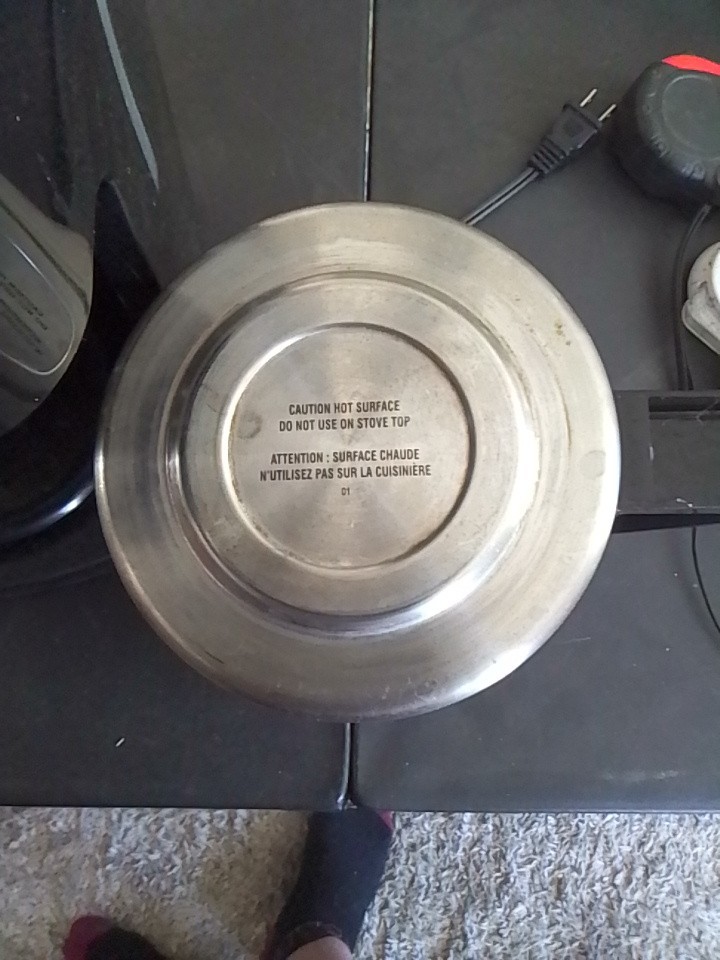 CAUTION HOT SURFACE
DO NOT USE ON STOVE TOP
ATTENTION : SURFACE CHAUDE
N'UTILISEZ PAS SUR LA CUISINIÈRE
01